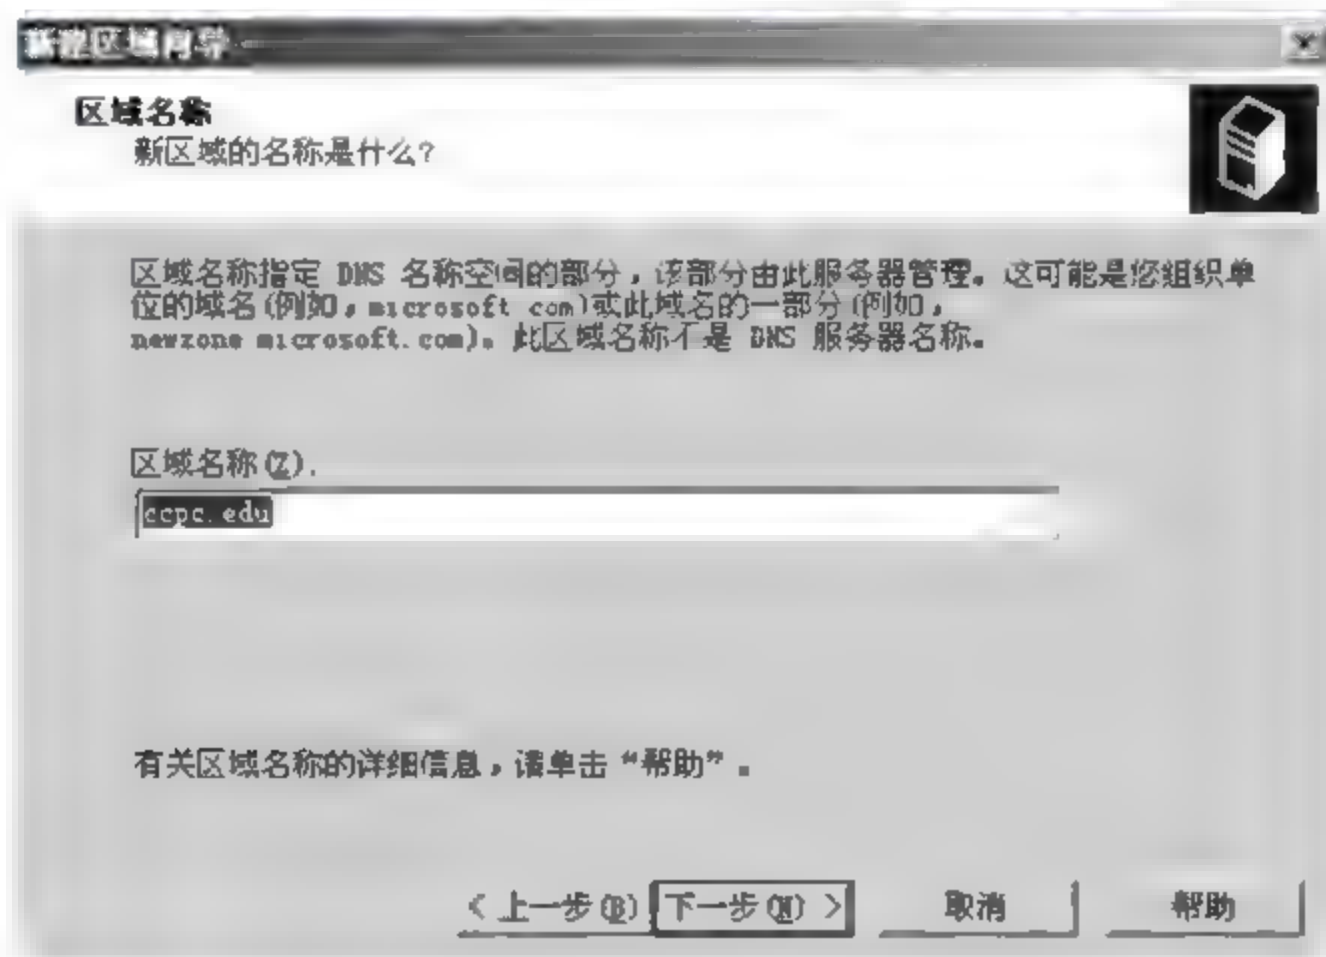 新建区域向导
区域名称
新区域的名称是什么?
区域名称指定 DNS 名称空间的部分,该部分由此服务器管理。这可能是您组织单
位的域名(例如,microsoft com)或此域名的一部分(例如,
newzone microsoft.com)。此区域名称不是 DNS 服务器名称。
区域名称(Z).
ccpc.edu
有关区域名称的详细信息,请单击“帮助”。
< 上一步(B) 下一步(N) > 取消 帮助